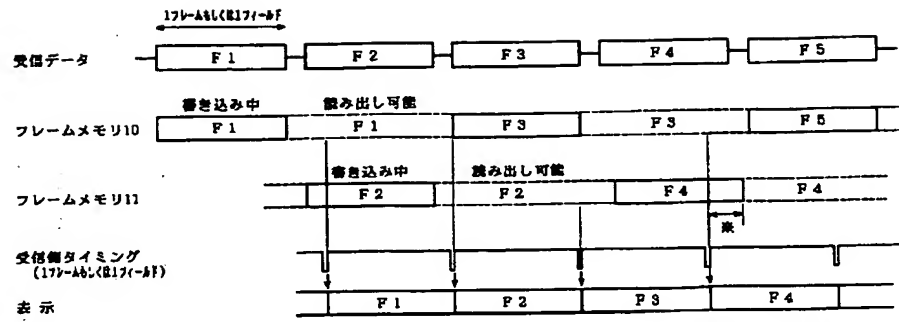 1フレームもしくは1フィールド
受信データ F1 F2 F3 F4 F5
書き込み中 読み出し可能
フレームメモリ10 F1 F1 F3 F3 F5
書き込み中 読み出し可能
フレームメモリ11 F2 F2 F4 F4
※
受信側タイミング
(1フレームもしくは1フィールド)
表示 F1 F2 F3 F4